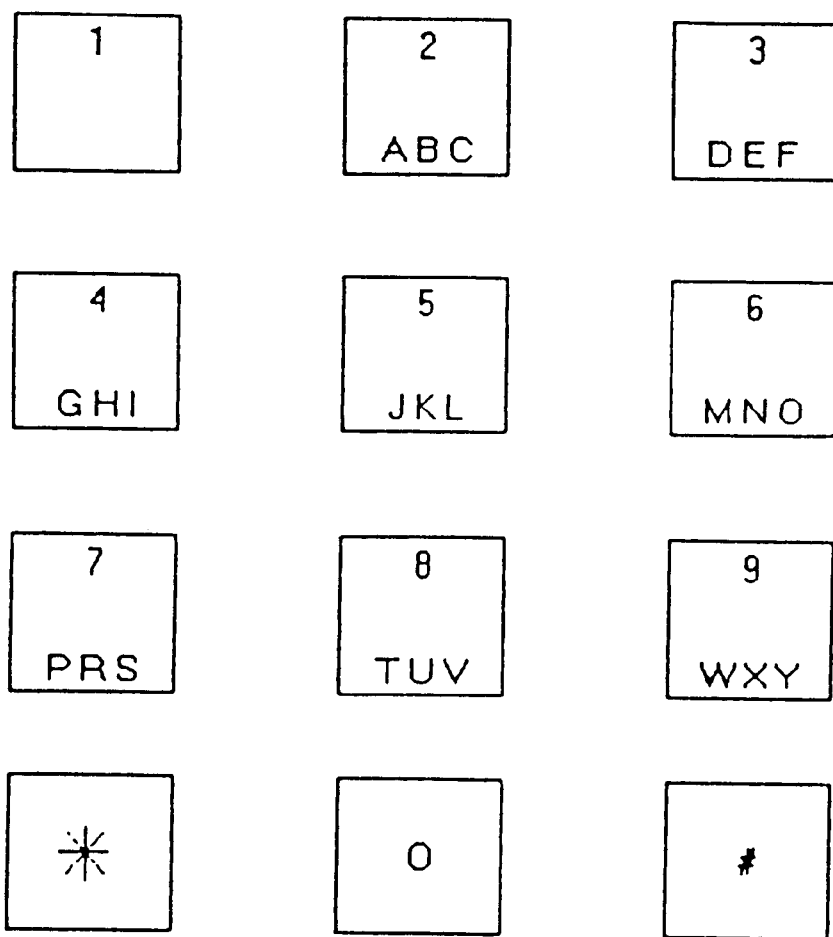 1 2 3
ABC DEF
4 5 6
GHI JKL MNO
7 8 9
PRS TUV WXY
* 0 #